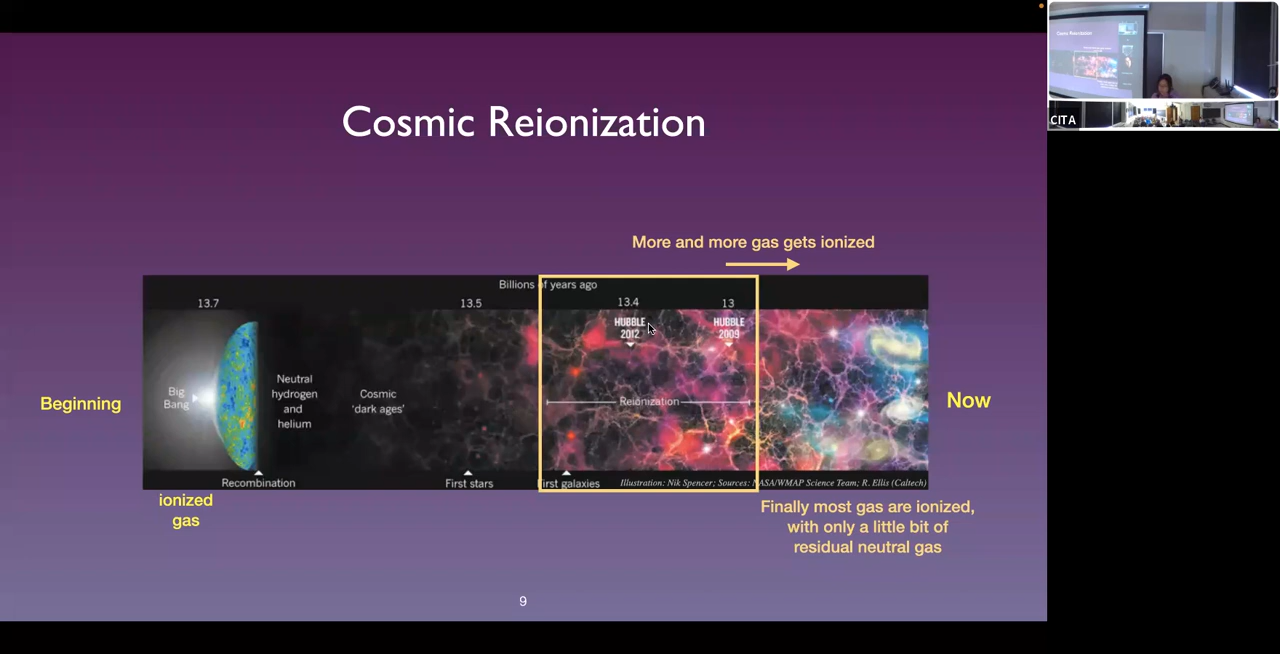 Cosmic Reionization
More and more gas gets ionized
Billions of years ago
13.7
13.5
13.4
13
HUBBLE
2012
HUBBLE
2009
Beginning
Big
Bang
Neutral
hydrogen
and
helium
Cosmic
'dark ages'
Reionization
Now
Recombination
First stars
First galaxies
Illustration: Nik Spencer; Sources: NASA/WMAP Science Team; R. Ellis (Caltech)
ionized
gas
Finally most gas are ionized,
with only a little bit of
residual neutral gas
9
Cosmic Reionization
CITA